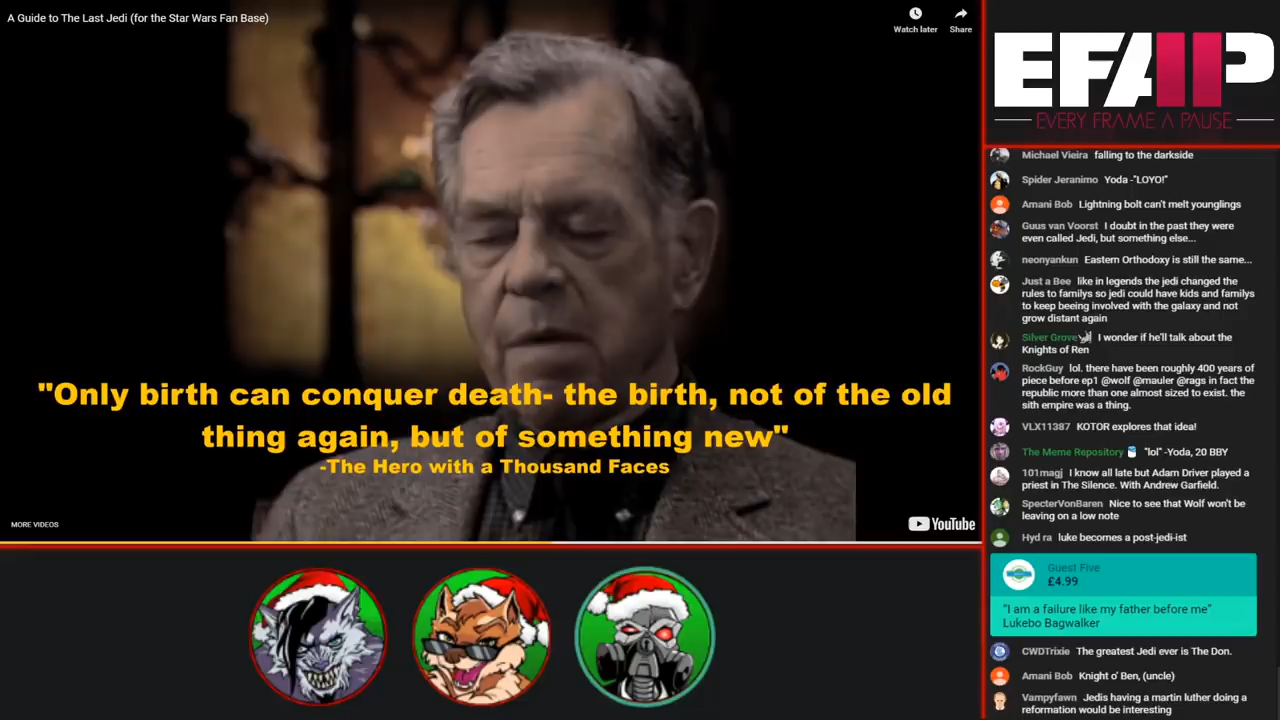 A Guide to The Last Jedi (for the Star Wars Fan Base)
Watch later
Share
"Only birth can conquer death- the birth, not of the old
thing again, but of something new"
-The Hero with a Thousand Faces
MORE VIDEOS
YouTube
EFAP
EVERY FRAME A PAUSE
Michael Vieira falling to the darkside
Spider Jeranimo Yoda -"LOYO!"
Amani Bob Lightning bolt can't melt younglings
Guus van Voorst I doubt in the past they were
even called Jedi, but something else...
neonyankun Eastern Orthodoxy is still the same...
Just a Bee like in legends the jedi changed the
rules to familys so jedi could have kids and familys
to keep beeing involved with the galaxy and not
grow distant again
Silver Grove I wonder if he'll talk about the
Knights of Ren
RockGuy lol. there have been roughly 400 years of
piece before ep1 @wolf @mauler @rags in fact the
republic more than one almost sized to exist. the
sith empire was a thing.
VLX11387 KOTOR explores that idea!
The Meme Repository "lol" -Yoda, 20 BBY
101magj I know all late but Adam Driver played a
priest in The Silence. With Andrew Garfield.
SpecterVonBaren Nice to see that Wolf won't be
leaving on a low note
Hyd ra luke becomes a post-jedi-ist
Guest Five
£4.99
"I am a failure like my father before me"
Lukebo Bagwalker
CWDTrixie The greatest Jedi ever is The Don.
Amani Bob Knight o' Ben, (uncle)
Vampyfawn Jedis having a martin luther doing a
reformation would be interesting